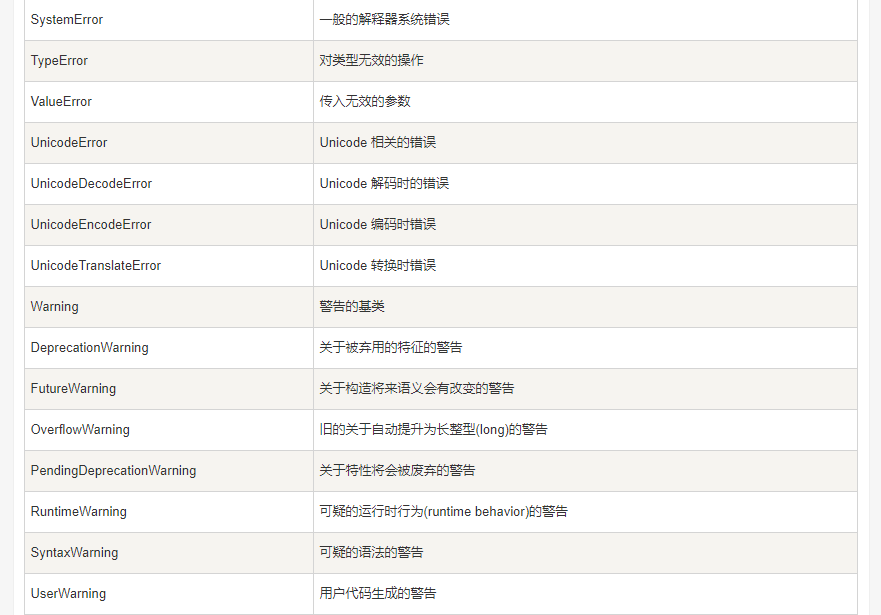 SystemError 一般的解释器系统错误
TypeError 对类型无效的操作
ValueError 传入无效的参数
UnicodeError Unicode 相关的错误
UnicodeDecodeError Unicode 解码时的错误
UnicodeEncodeError Unicode 编码时错误
UnicodeTranslateError Unicode 转换时错误
Warning 警告的基类
DeprecationWarning 关于被弃用的特征的警告
FutureWarning 关于构造将来语义会有改变的警告
OverflowWarning 旧的关于自动提升为长整型(long)的警告
PendingDeprecationWarning 关于特性将会被废弃的警告
RuntimeWarning 可疑的运行时行为(runtime behavior)的警告
SyntaxWarning 可疑的语法的警告
UserWarning 用户代码生成的警告